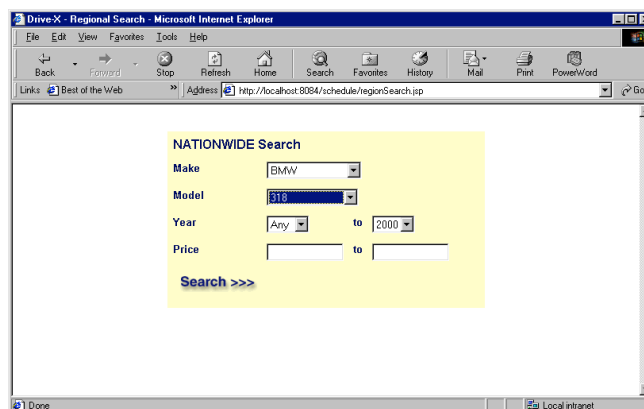 Drive-X - Regional Search - Microsoft Internet Explorer
File Edit View Favorites Tools Help
Back Forward Stop Refresh Home Search Favorites History Mail Print PowerWord
Links Best of the Web » Address http://localhost:8084/schedule/regionSearch.jsp Go
NATIONWIDE Search
Make BMW
Model 318
Year Any to 2000
Price to
Search >>>
Done Local intranet